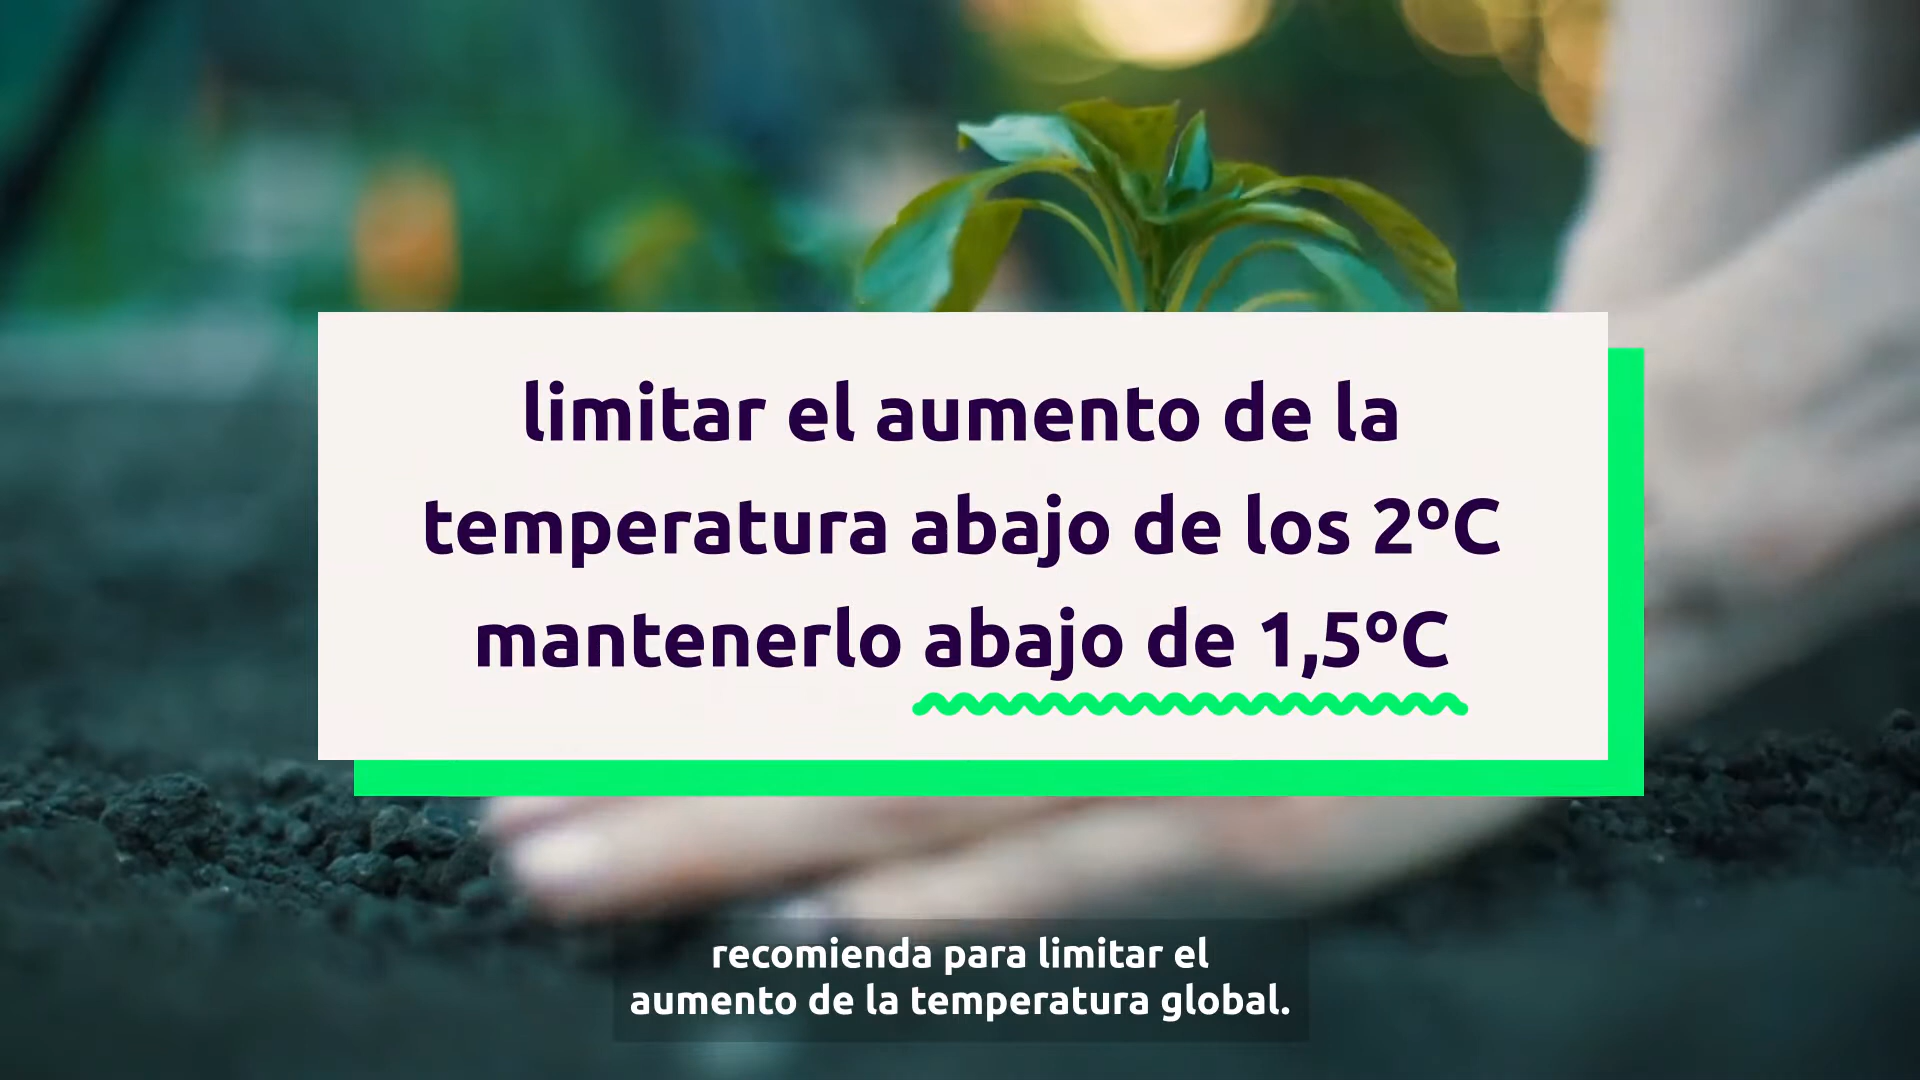 limitar el aumento de la
temperatura abajo de los 2ºC
mantenerlo abajo de 1,5ºC
recomienda para limitar el
aumento de la temperatura global.